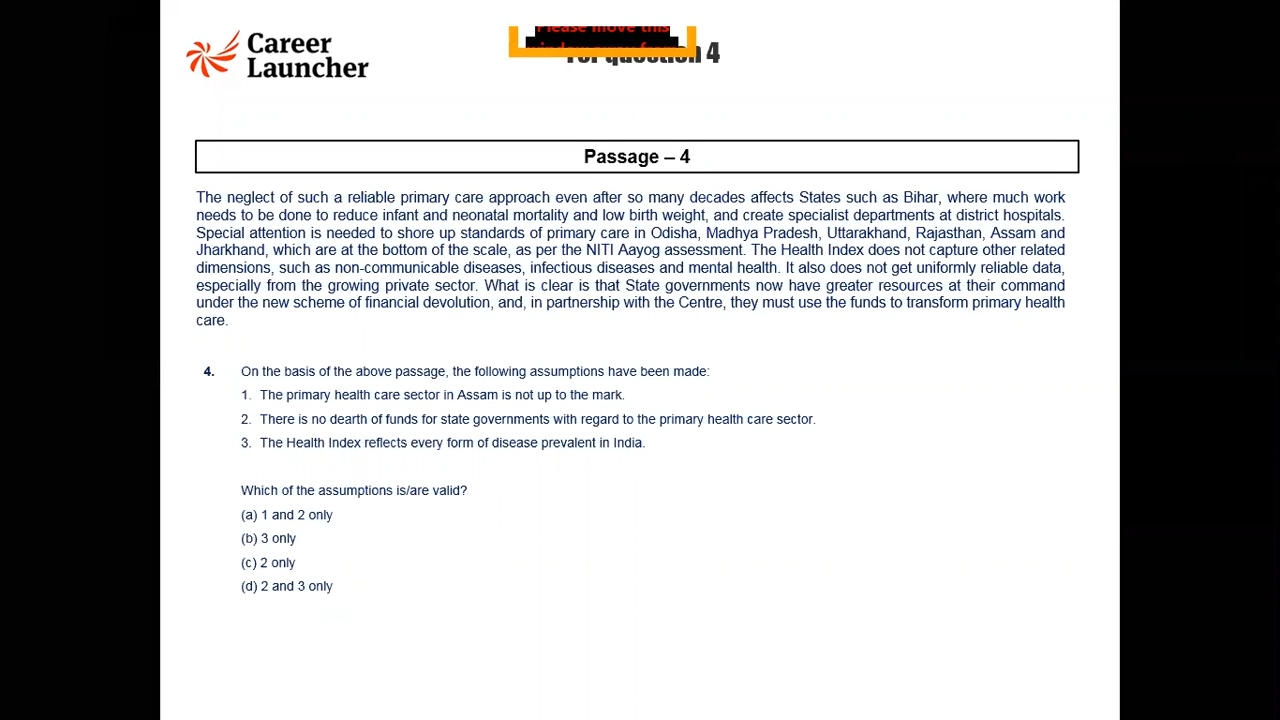 Career
Launcher
Please move this
question 4
Passage – 4
The neglect of such a reliable primary care approach even after so many decades affects States such as Bihar, where much work
needs to be done to reduce infant and neonatal mortality and low birth weight, and create specialist departments at district hospitals.
Special attention is needed to shore up standards of primary care in Odisha, Madhya Pradesh, Uttarakhand, Rajasthan, Assam and
Jharkhand, which are at the bottom of the scale, as per the NITI Aayog assessment. The Health Index does not capture other related
dimensions, such as non-communicable diseases, infectious diseases and mental health. It also does not get uniformly reliable data,
especially from the growing private sector. What is clear is that State governments now have greater resources at their command
under the new scheme of financial devolution, and, in partnership with the Centre, they must use the funds to transform primary health
care.
4. On the basis of the above passage, the following assumptions have been made:
1. The primary health care sector in Assam is not up to the mark.
2. There is no dearth of funds for state governments with regard to the primary health care sector.
3. The Health Index reflects every form of disease prevalent in India.
Which of the assumptions is/are valid?
(a) 1 and 2 only
(b) 3 only
(c) 2 only
(d) 2 and 3 only